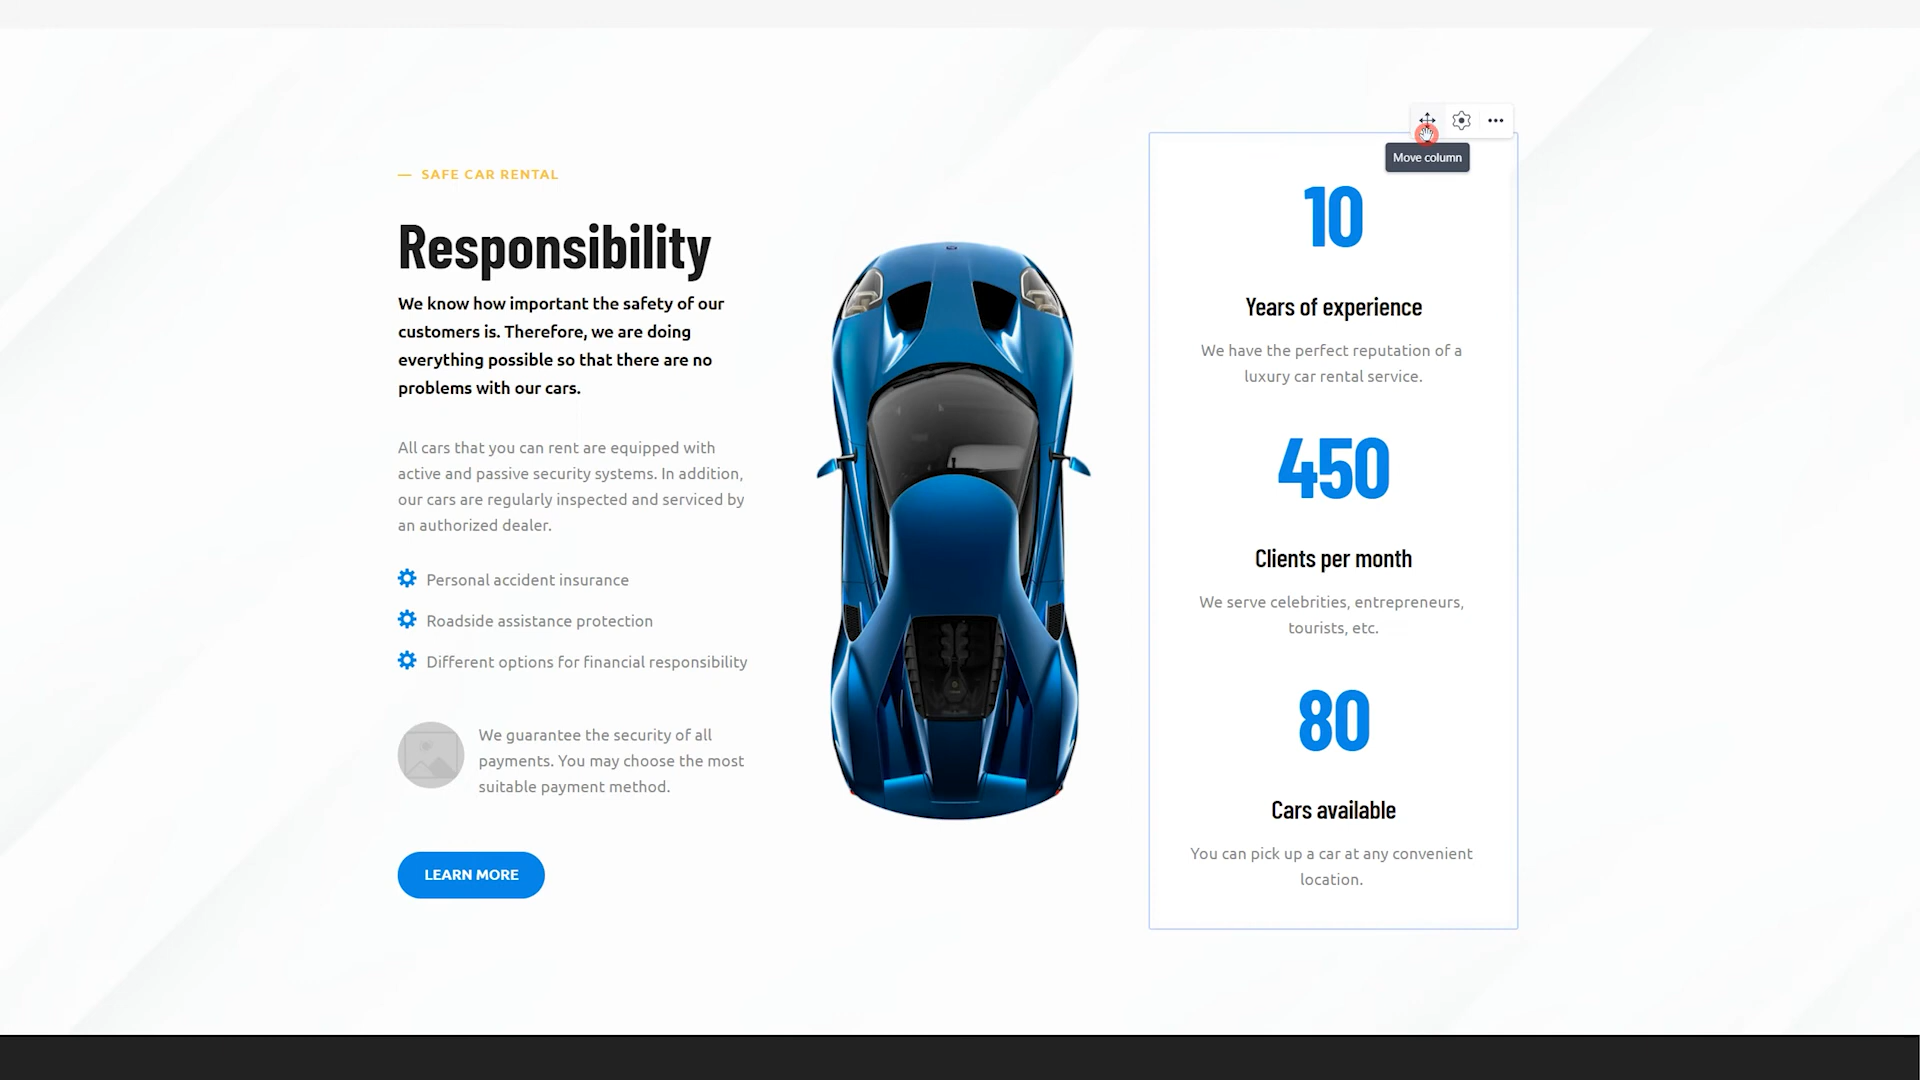 SAFE CAR RENTAL
Responsibility
We know how important the safety of our
customers is. Therefore, we are doing
everything possible so that there are no
problems with our cars.
All cars that you can rent are equipped with
active and passive security systems. In addition,
our cars are regularly inspected and serviced by
an authorized dealer.
Personal accident insurance
Roadside assistance protection
Different options for financial responsibility
We guarantee the security of all
payments. You may choose the most
suitable payment method.
LEARN MORE
Move column
10
Years of experience
We have the perfect reputation of a
luxury car rental service.
450
Clients per month
We serve celebrities, entrepreneurs,
tourists, etc.
80
Cars available
You can pick up a car at any convenient
location.